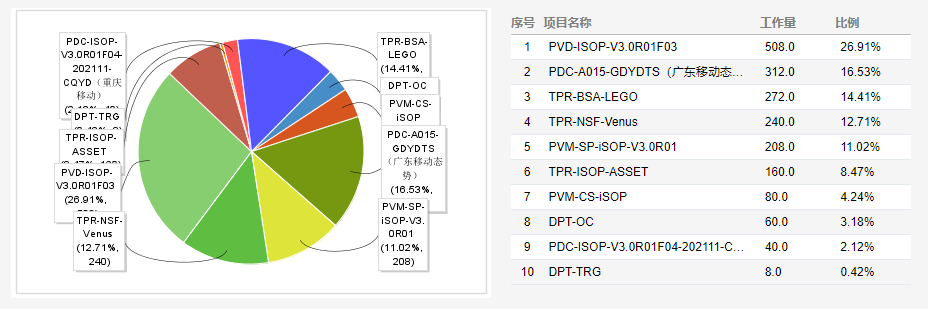 PDC-ISOP-
V3.0R01F04-
202111-
CQYD（重庆
移动）
DPT-TRG
TPR-ISOP-
ASSET
PVD-ISOP-
V3.0R01F03
(26.91%,
TPR-NSF-
Venus
(12.71%,
240)
TPR-BSA-
LEGO
(14.41%,
DPT-OC
PVM-CS-
iSOP
PDC-A015-
GDYDTS
（广东移动态
势）
(16.53%,
PVM-SP-
iSOP-V3.
0R01
(11.02%,
208)
序号 项目名称 工作量 比例
1 PVD-ISOP-V3.0R01F03 508.0 26.91%
2 PDC-A015-GDYDTS（广东移动态... 312.0 16.53%
3 TPR-BSA-LEGO 272.0 14.41%
4 TPR-NSF-Venus 240.0 12.71%
5 PVM-SP-iSOP-V3.0R01 208.0 11.02%
6 TPR-ISOP-ASSET 160.0 8.47%
7 PVM-CS-iSOP 80.0 4.24%
8 DPT-OC 60.0 3.18%
9 PDC-ISOP-V3.0R01F04-202111-C... 40.0 2.12%
10 DPT-TRG 8.0 0.42%